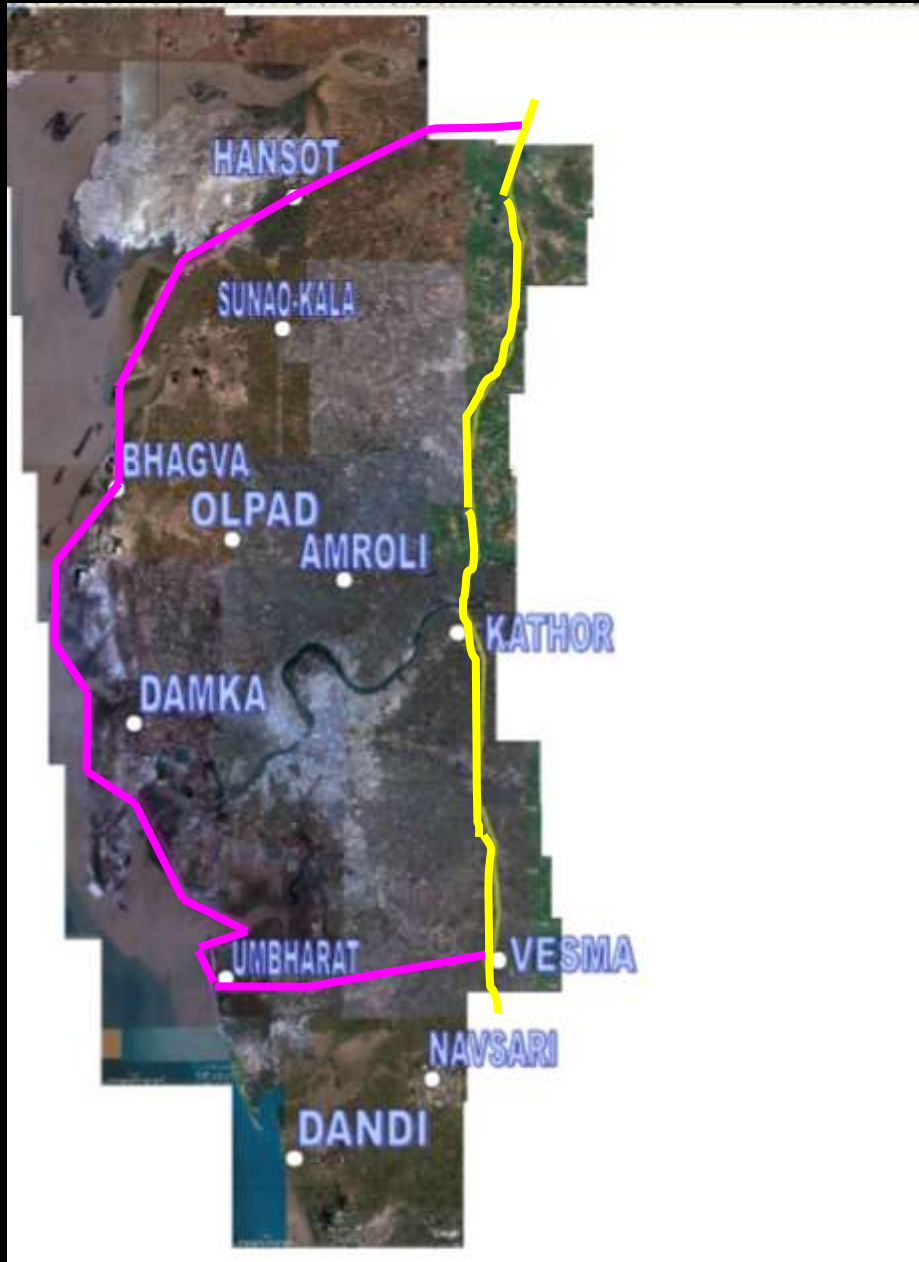 HANSOT
SUNAO-KALA
BHAGVA
OLPAD
AMROLI
KATHOR
DAMKA
UMBHARAT
VESMA
NAVSARI
DANDI